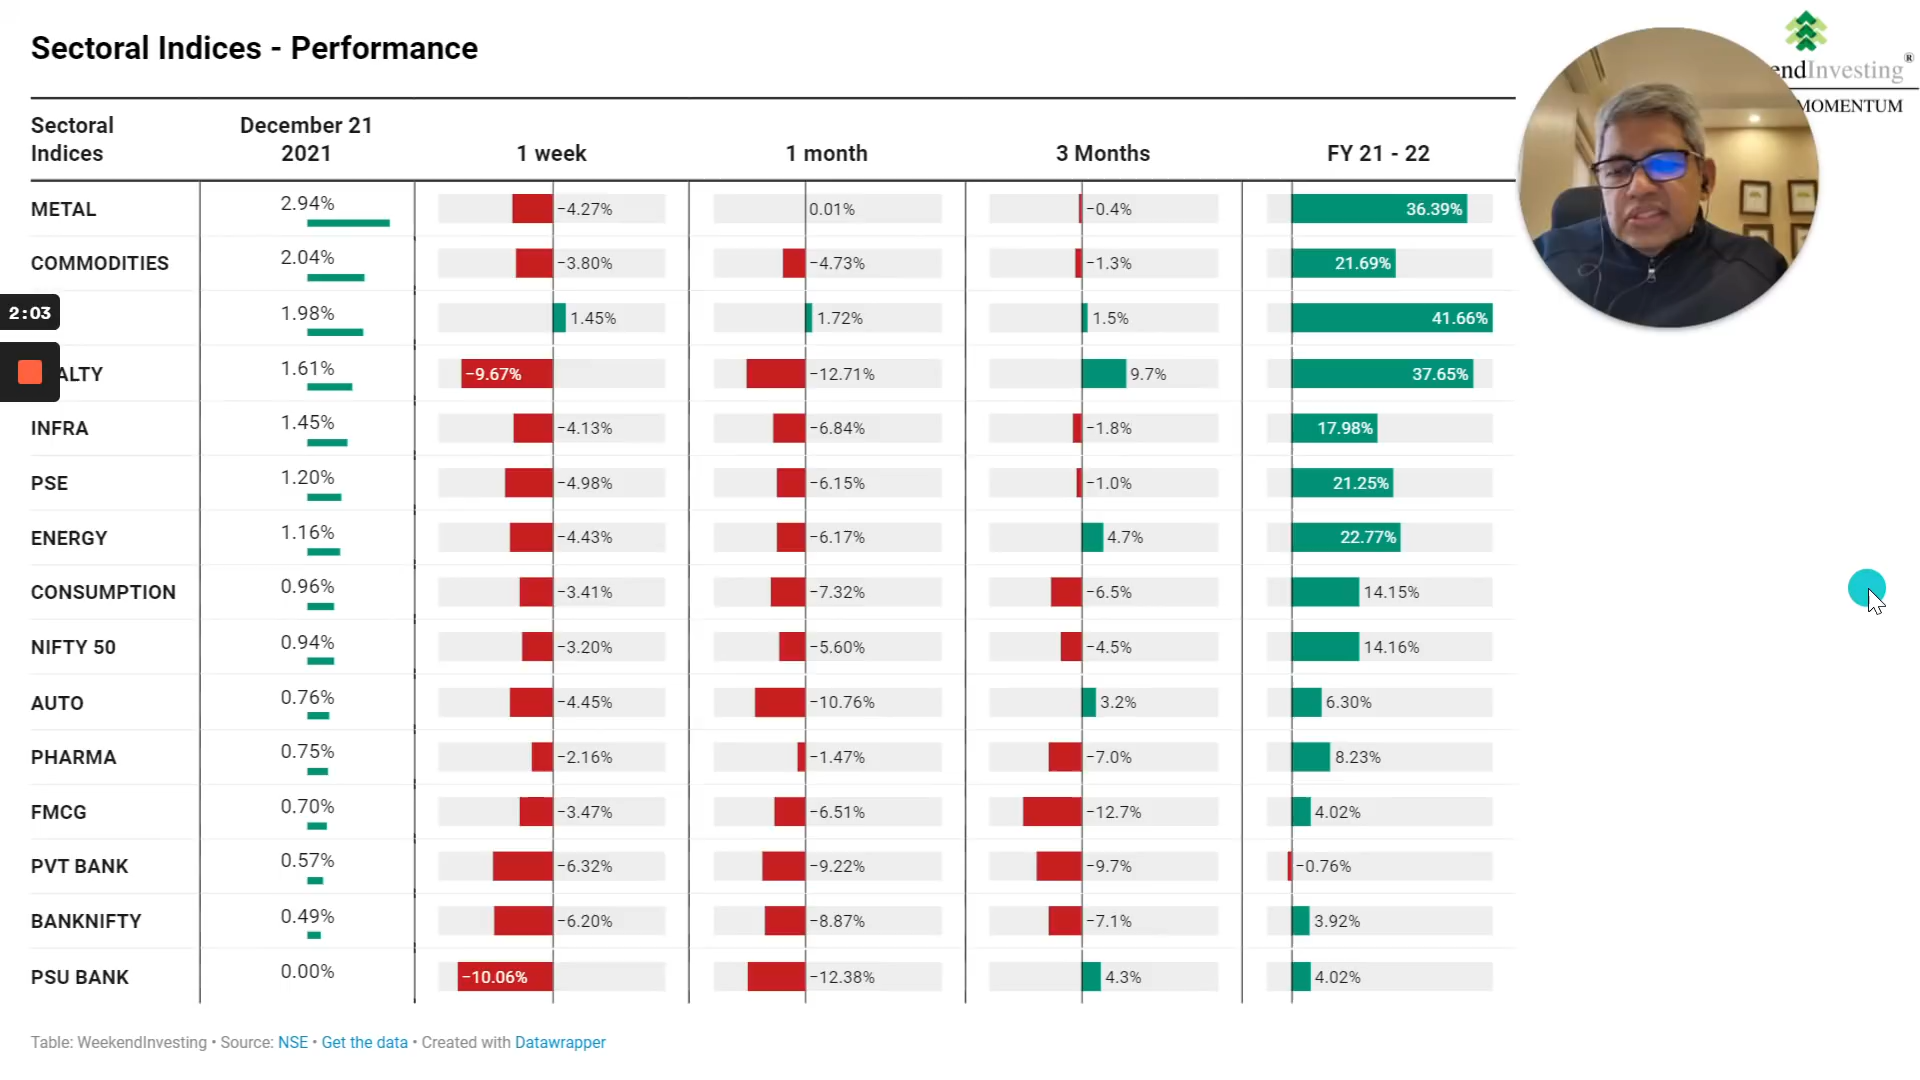 Sectoral Indices - Performance
endInvesting®
MOMENTUM
Sectoral Indices December 21 2021 1 week 1 month 3 Months FY 21 - 22
METAL 2.94% −4.27% 0.01% −0.4% 36.39%
COMMODITIES 2.04% −3.80% −4.73% −1.3% 21.69%
2:03
1.98% 1.45% 1.72% 1.5% 41.66%
ALTY 1.61% −9.67% −12.71% 9.7% 37.65%
INFRA 1.45% −4.13% −6.84% −1.8% 17.98%
PSE 1.20% −4.98% −6.15% −1.0% 21.25%
ENERGY 1.16% −4.43% −6.17% 4.7% 22.77%
CONSUMPTION 0.96% −3.41% −7.32% −6.5% 14.15%
NIFTY 50 0.94% −3.20% −5.60% −4.5% 14.16%
AUTO 0.76% −4.45% −10.76% 3.2% 6.30%
PHARMA 0.75% −2.16% −1.47% −7.0% 8.23%
FMCG 0.70% −3.47% −6.51% −12.7% 4.02%
PVT BANK 0.57% −6.32% −9.22% −9.7% −0.76%
BANKNIFTY 0.49% −6.20% −8.87% −7.1% 3.92%
PSU BANK 0.00% −10.06% −12.38% 4.3% 4.02%
Table: WeekendInvesting • Source: NSE • Get the data • Created with Datawrapper